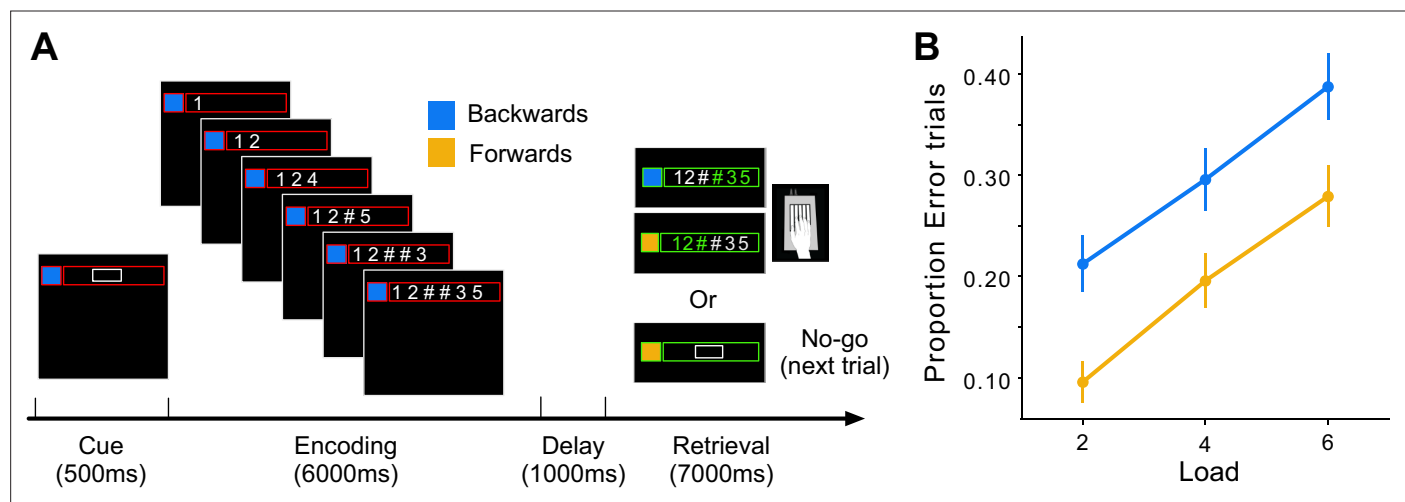 A
1
1 2
1 2 4
1 2 # 5
1 2 # # 3
1 2 # # 3 5
Backwards
Forwards
12##35
12##35
Or
No-go
(next trial)
Cue
(500ms)
Encoding
(6000ms)
Delay
(1000ms)
Retrieval
(7000ms)
B
Proportion Error trials
0.40
0.30
0.20
0.10
2
4
6
Load